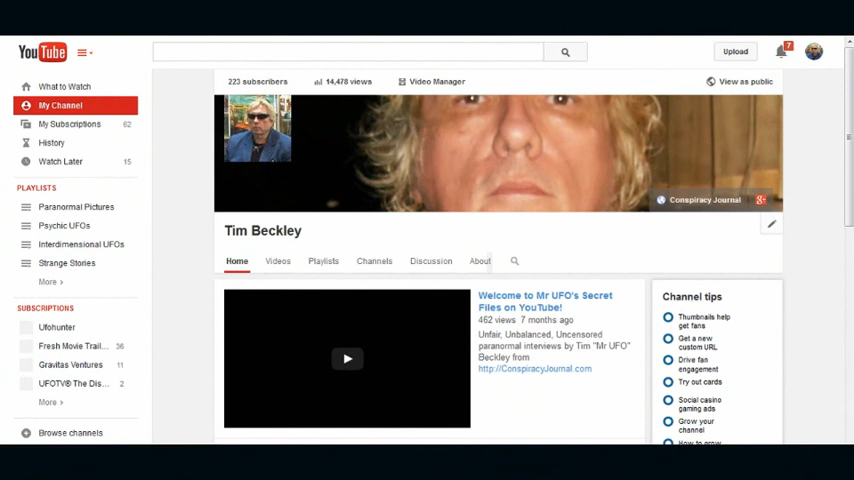 YouTube
Upload
7
What to Watch
My Channel
My Subscriptions 62
History
Watch Later 15
PLAYLISTS
Paranormal Pictures
Psychic UFOs
Interdimensional UFOs
Strange Stories
More >
SUBSCRIPTIONS
Ufohunter
Fresh Movie Trail... 36
Gravitas Ventures 11
UFOTV® The Dis... 2
More >
Browse channels
223 subscribers 14,478 views Video Manager View as public
Conspiracy Journal g+
Tim Beckley
Home Videos Playlists Channels Discussion About
Welcome to Mr UFO's Secret
Files on YouTube!
462 views 7 months ago
Unfair, Unbalanced, Uncensored
paranormal interviews by Tim "Mr UFO"
Beckley from
http://ConspiracyJournal.com
Channel tips
Thumbnails help
get fans
Get a new
custom URL
Drive fan
engagement
Try out cards
Social casino
gaming ads
Grow your
channel
How to grow